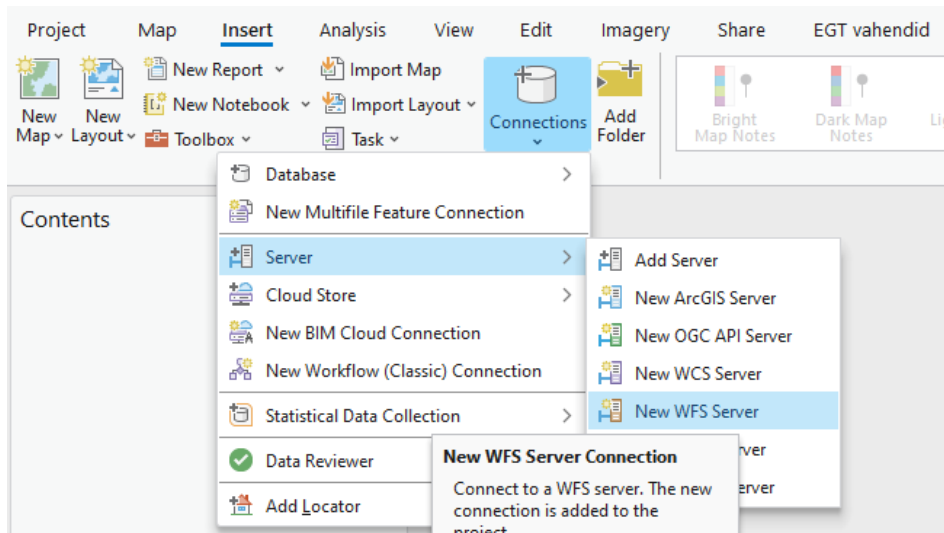 Project Map Insert Analysis View Edit Imagery Share EGT vahendid
New Map
New Layout
New Report
New Notebook
Toolbox
Import Map
Import Layout
Task
Connections
Add Folder
Bright Map Notes
Dark Map Notes
Contents
Database
New Multifile Feature Connection
Server
Cloud Store
New BIM Cloud Connection
New Workflow (Classic) Connection
Statistical Data Collection
Data Reviewer
Add Locator
Add Server
New ArcGIS Server
New OGC API Server
New WCS Server
New WFS Server
New WFS Server Connection
Connect to a WFS server. The new
connection is added to the
project